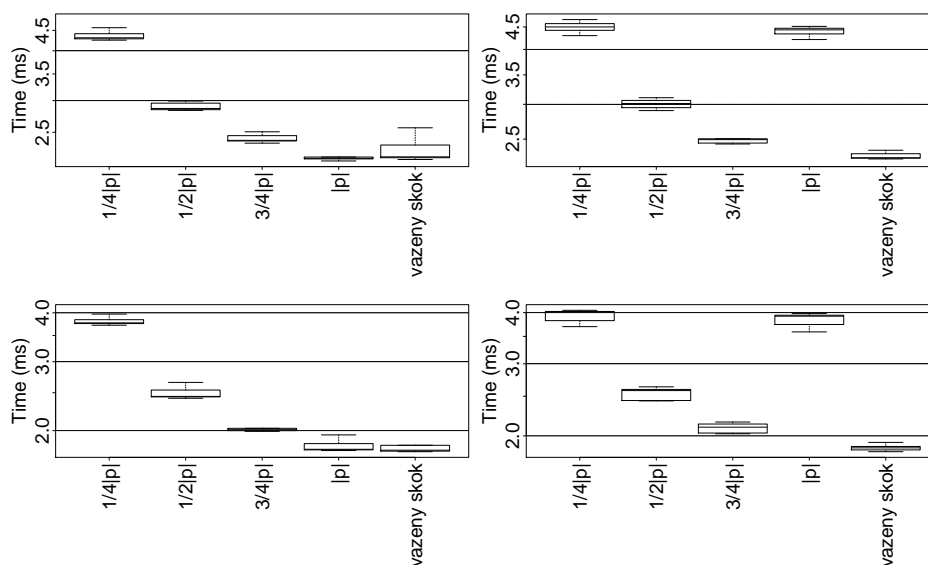 Time (ms)
4.5
3.5
2.5
1/4|p|
1/2|p|
3/4|p|
|p|
vazeny skok
Time (ms)
4.5
3.5
2.5
1/4|p|
1/2|p|
3/4|p|
|p|
vazeny skok
Time (ms)
4.0
3.0
2.0
1/4|p|
1/2|p|
3/4|p|
|p|
vazeny skok
Time (ms)
4.0
3.0
2.0
1/4|p|
1/2|p|
3/4|p|
|p|
vazeny skok